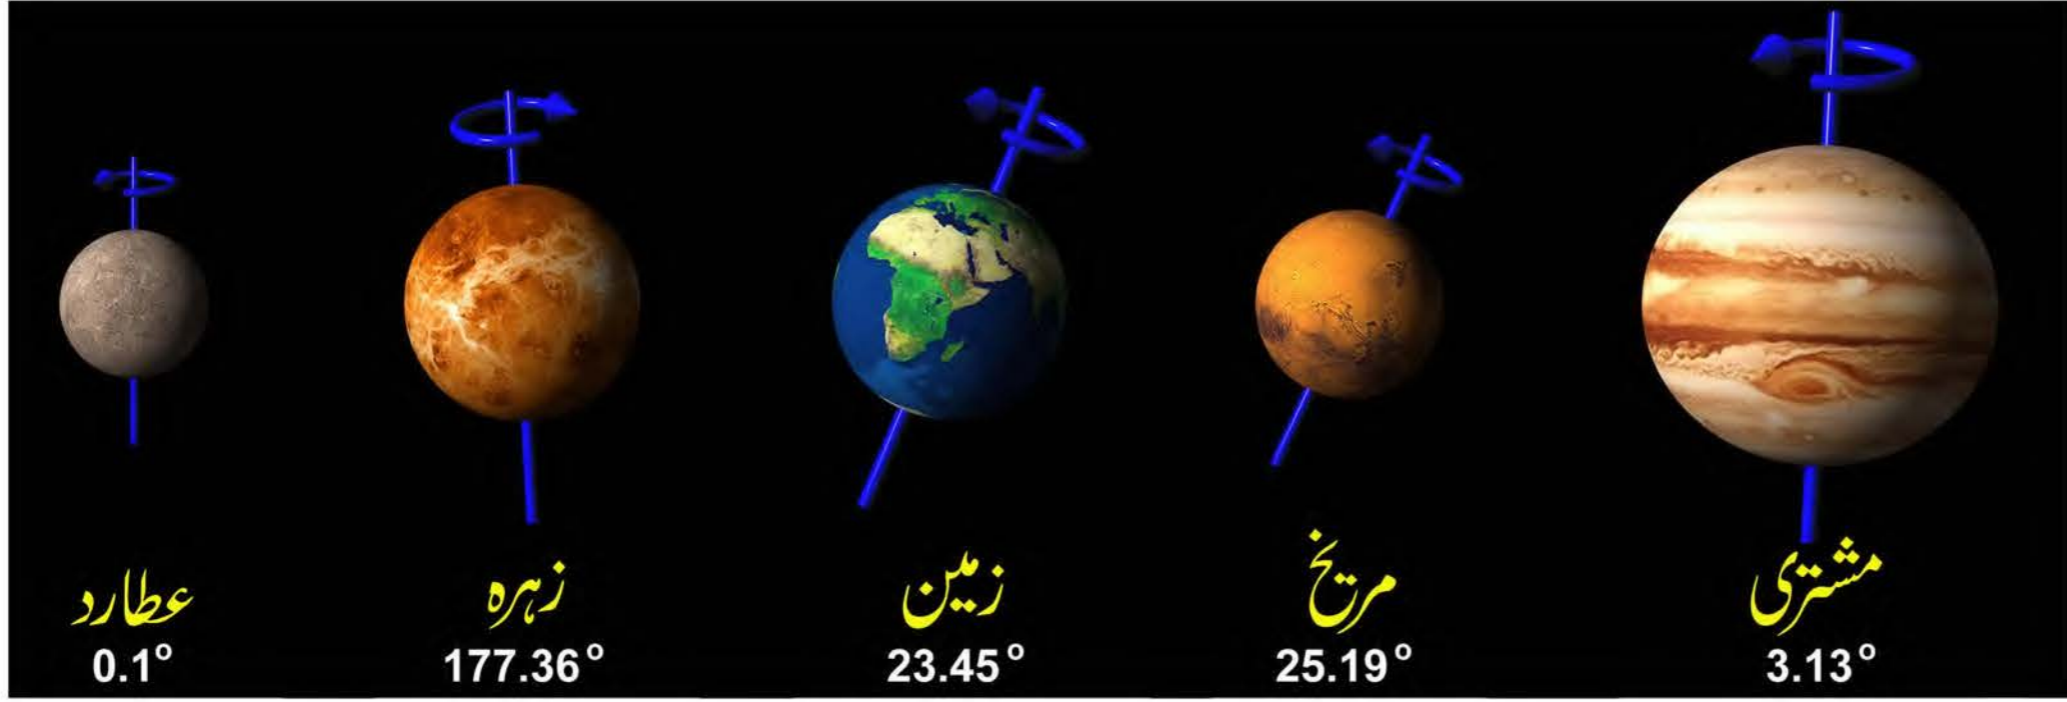 عطارد
زہرہ
زمین
مریخ
مشتری
0.1°
177.36°
23.45°
25.19°
3.13°